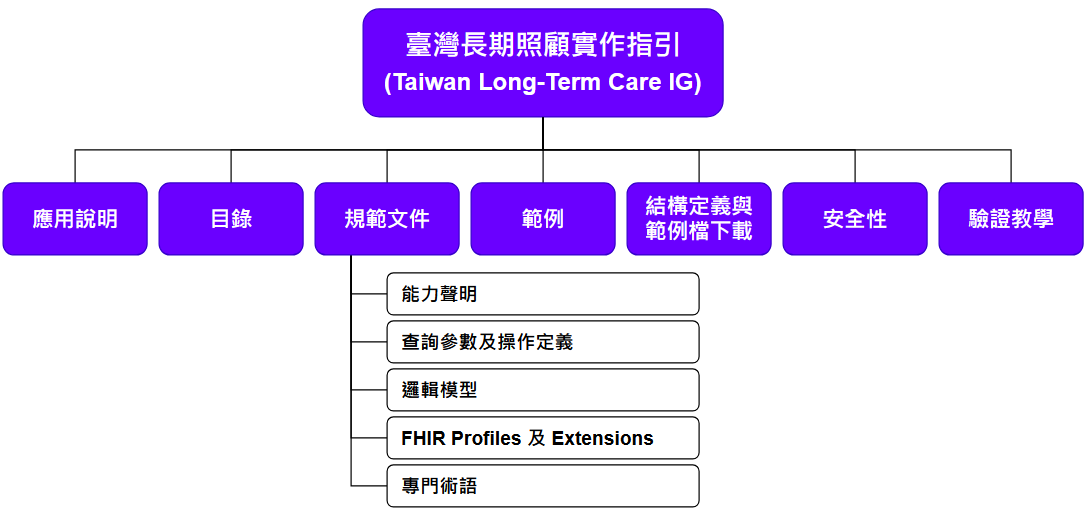 臺灣長期照顧實作指引
(Taiwan Long-Term Care IG)
應用說明
目錄
規範文件
範例
結構定義與
範例檔下載
安全性
驗證教學
能力聲明
查詢參數及操作定義
邏輯模型
FHIR Profiles 及 Extensions
專門術語